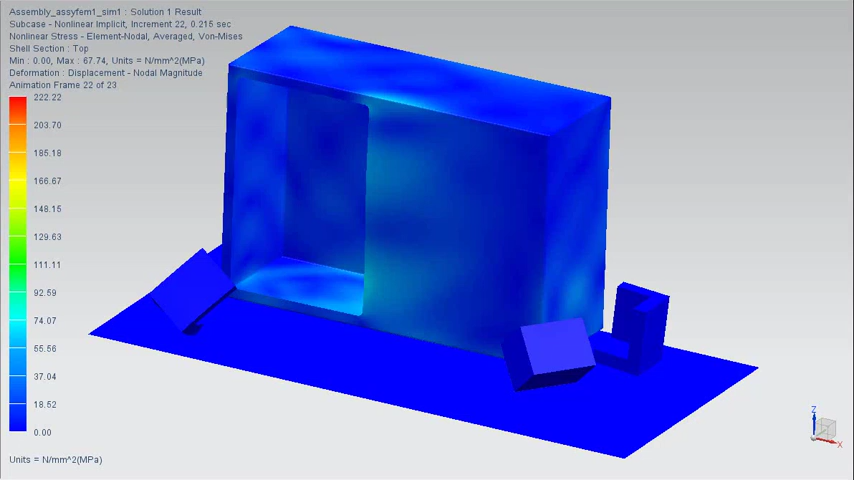 Assembly_assyfem1_sim1 : Solution 1 Result
Subcase - Nonlinear Implicit, Increment 22, 0.215 sec
Nonlinear Stress - Element-Nodal, Averaged, Von-Mises
Shell Section : Top
Min : 0.00, Max : 67.74, Units = N/mm^2(MPa)
Deformation : Displacement - Nodal Magnitude
Animation Frame 22 of 23
222.22
203.70
185.18
166.67
148.15
129.63
111.11
92.59
74.07
55.56
37.04
18.52
0.00
Units = N/mm^2(MPa)
Z
X